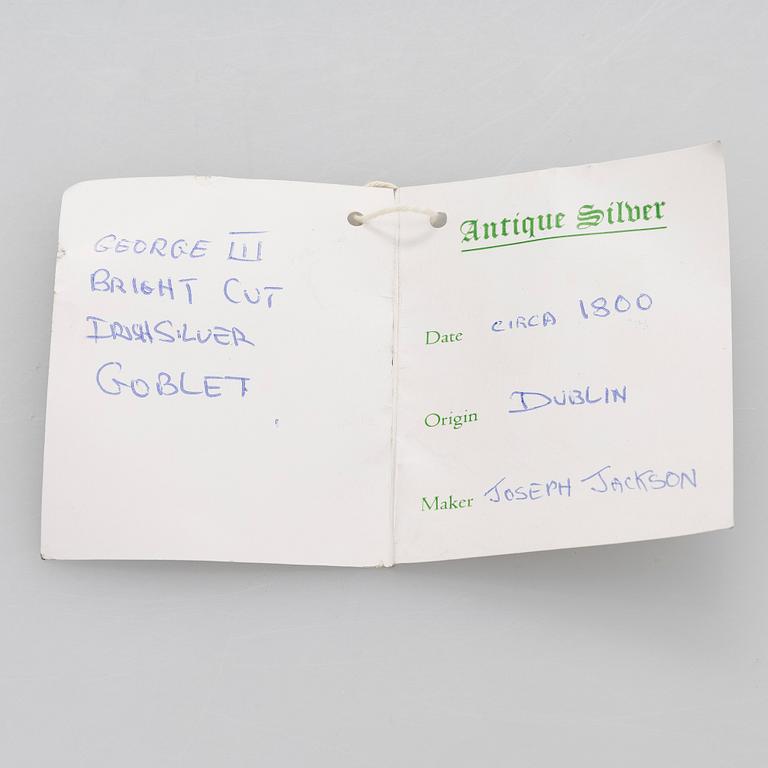 GEORGE III
BRIGHT CUT
IRISH SILVER
GOBLET
Antique Silver
Date CIRCA 1800
Origin DUBLIN
Maker JOSEPH JACKSON